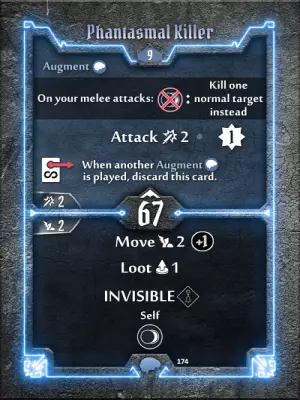 Phantasmal Killer
9
Augment
On your melee attacks: : Kill one
normal target
instead
Attack 2 1
When another Augment
is played, discard this card.
2
67
2
Move 2 +1
Loot 1
INVISIBLE
Self
174